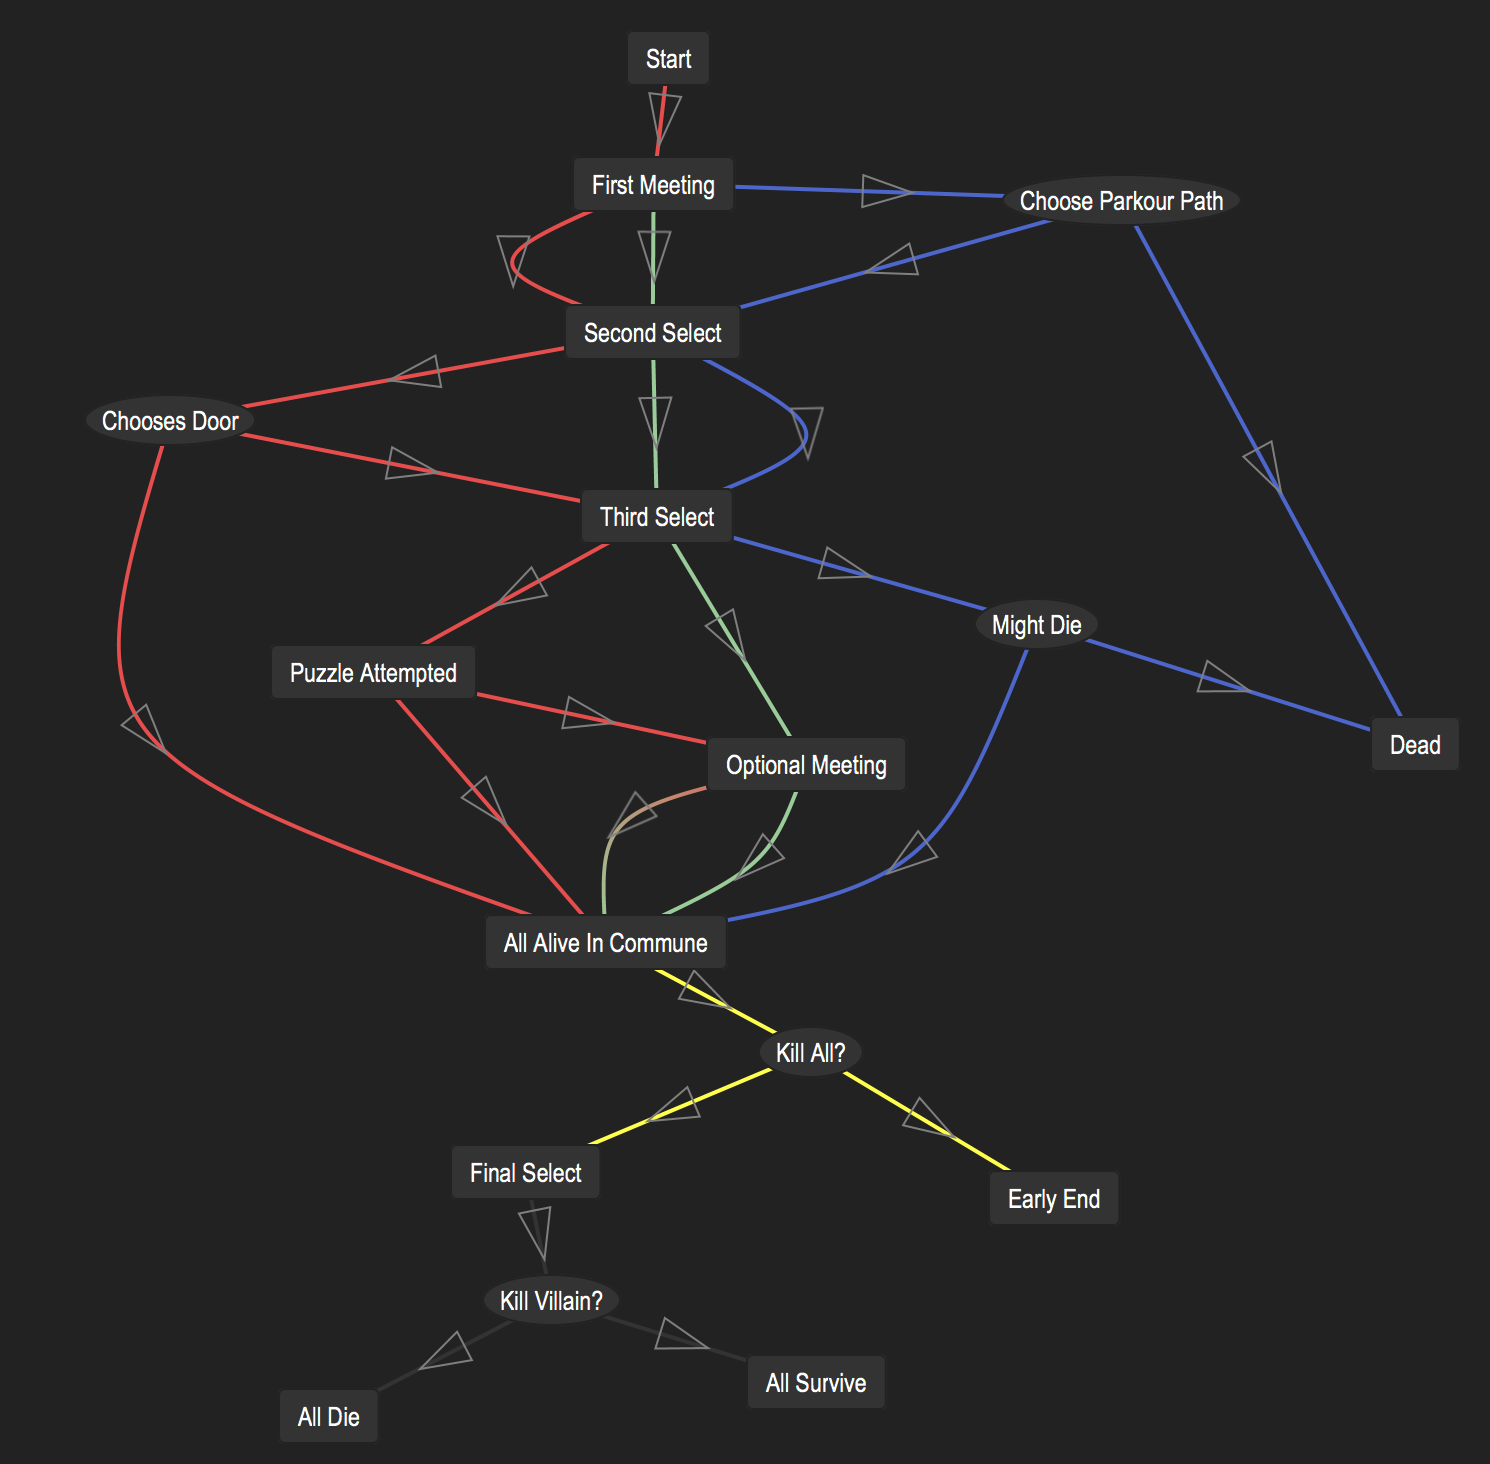 Start
First Meeting
Choose Parkour Path
Second Select
Chooses Door
Third Select
Might Die
Puzzle Attempted
Dead
Optional Meeting
All Alive In Commune
Kill All?
Final Select
Early End
Kill Villain?
All Survive
All Die